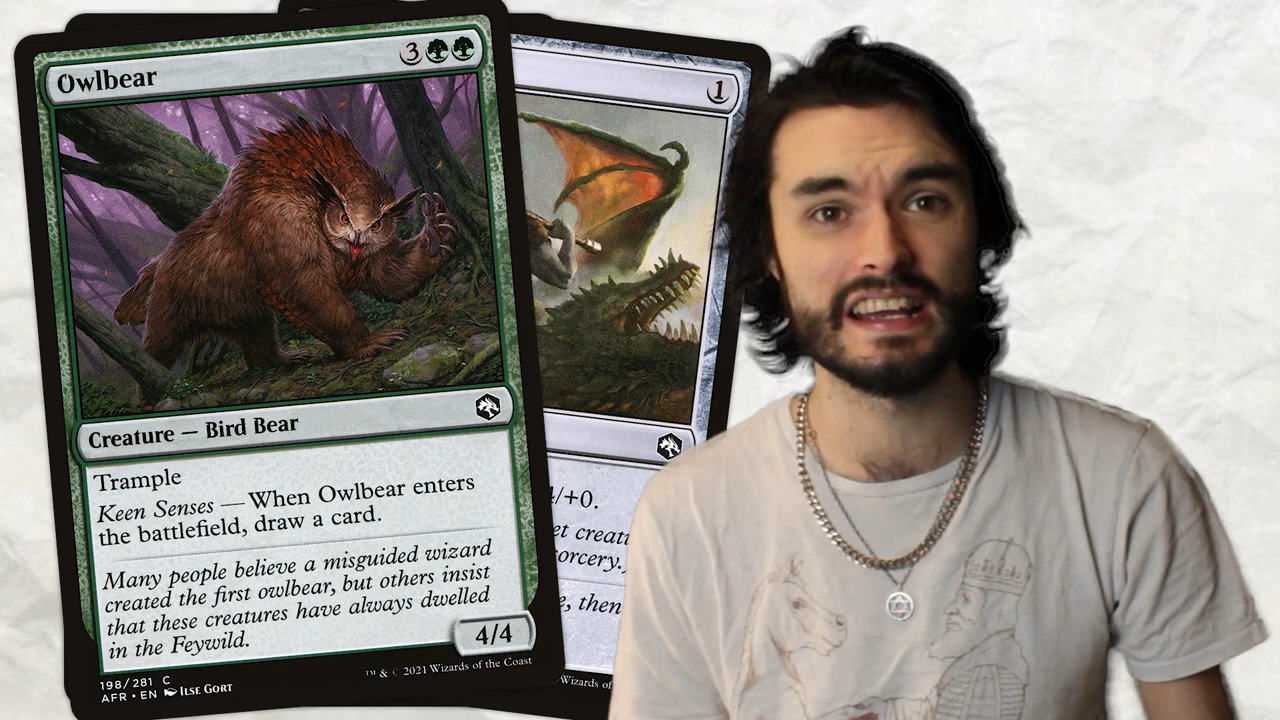 Owlbear
3
Creature — Bird Bear
Trample
Keen Senses — When Owlbear enters
the battlefield, draw a card.
Many people believe a misguided wizard
created the first owlbear, but others insist
that these creatures have always dwelled
in the Feywild.
4/4
198/281 C
AFR • EN ILSE GORT
™ & © 2021 Wizards of the Coast
1
/+0.
creat
sorcery.
, then
Wizards of